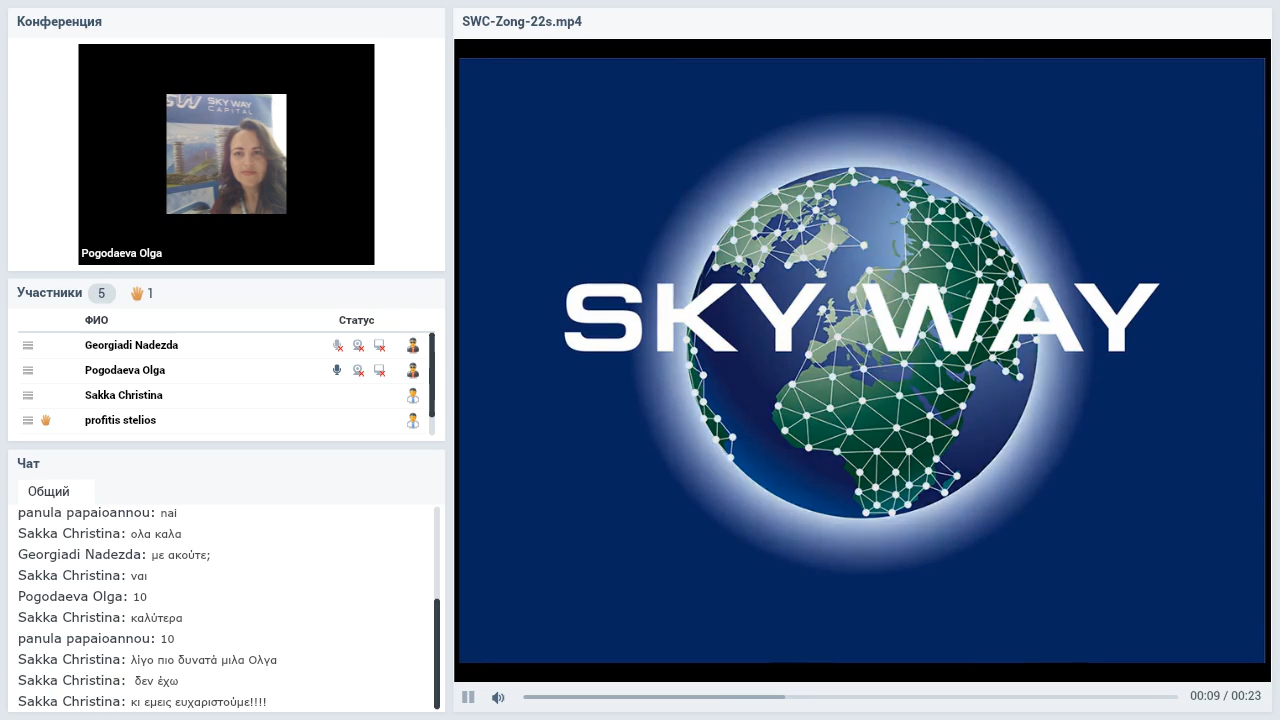 Конференция
SKY WAY
CAPITAL
Pogodaeva Olga
Участники 5 1
ФИО Статус
Georgiadi Nadezda
Pogodaeva Olga
Sakka Christina
profitis stelios
Чат
Общий
panula papaioannou: nai
Sakka Christina: ολα καλα
Georgiadi Nadezda: με ακούτε;
Sakka Christina: ναι
Pogodaeva Olga: 10
Sakka Christina: καλύτερα
panula papaioannou: 10
Sakka Christina: λίγο πιο δυνατά μιλα Ολγα
Sakka Christina: δεν έχω
Sakka Christina: κι εμεις ευχαριστούμε!!!!
SWC-Zong-22s.mp4
SKY WAY
00:09 / 00:23